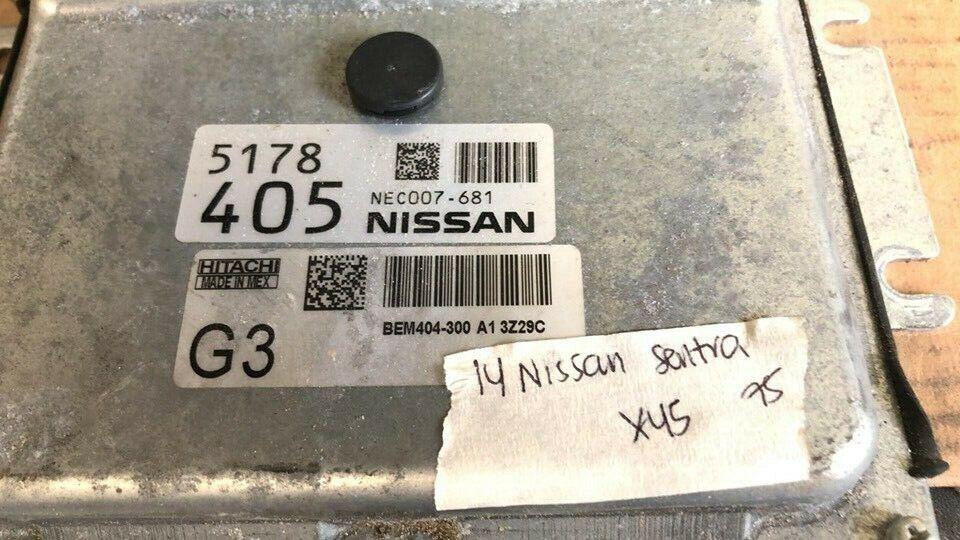 5178
405
NEC007-681
NISSAN
HITACHI
MADE IN MEX
G3
BEM404-300 A1 3Z29C
14 Nissan Sentra
X45 75